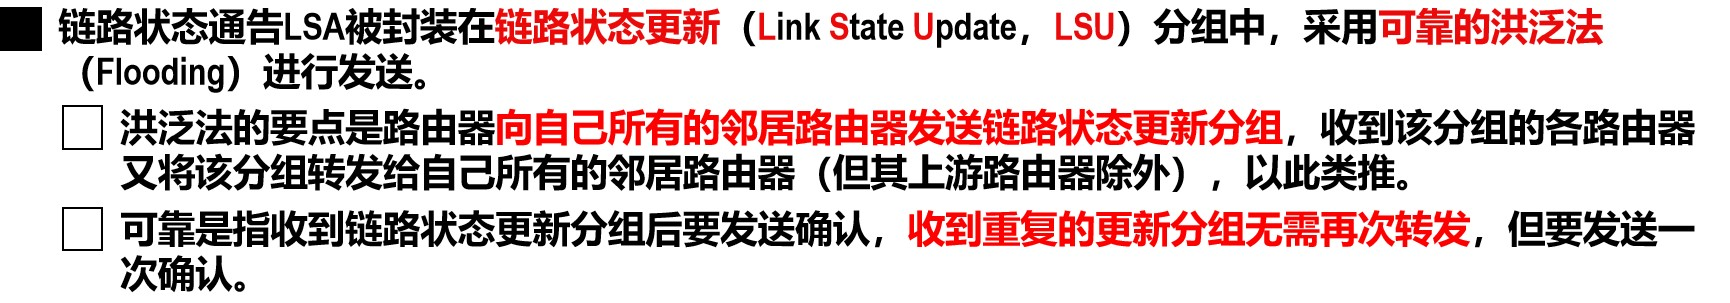 链路状态通告LSA被封装在链路状态更新（Link State Update，LSU）分组中，采用可靠的洪泛法
（Flooding）进行发送。
洪泛法的要点是路由器向自己所有的邻居路由器发送链路状态更新分组，收到该分组的各路由器
又将该分组转发给自己所有的邻居路由器（但其上游路由器除外），以此类推。
可靠是指收到链路状态更新分组后要发送确认，收到重复的更新分组无需再次转发，但要发送一
次确认。